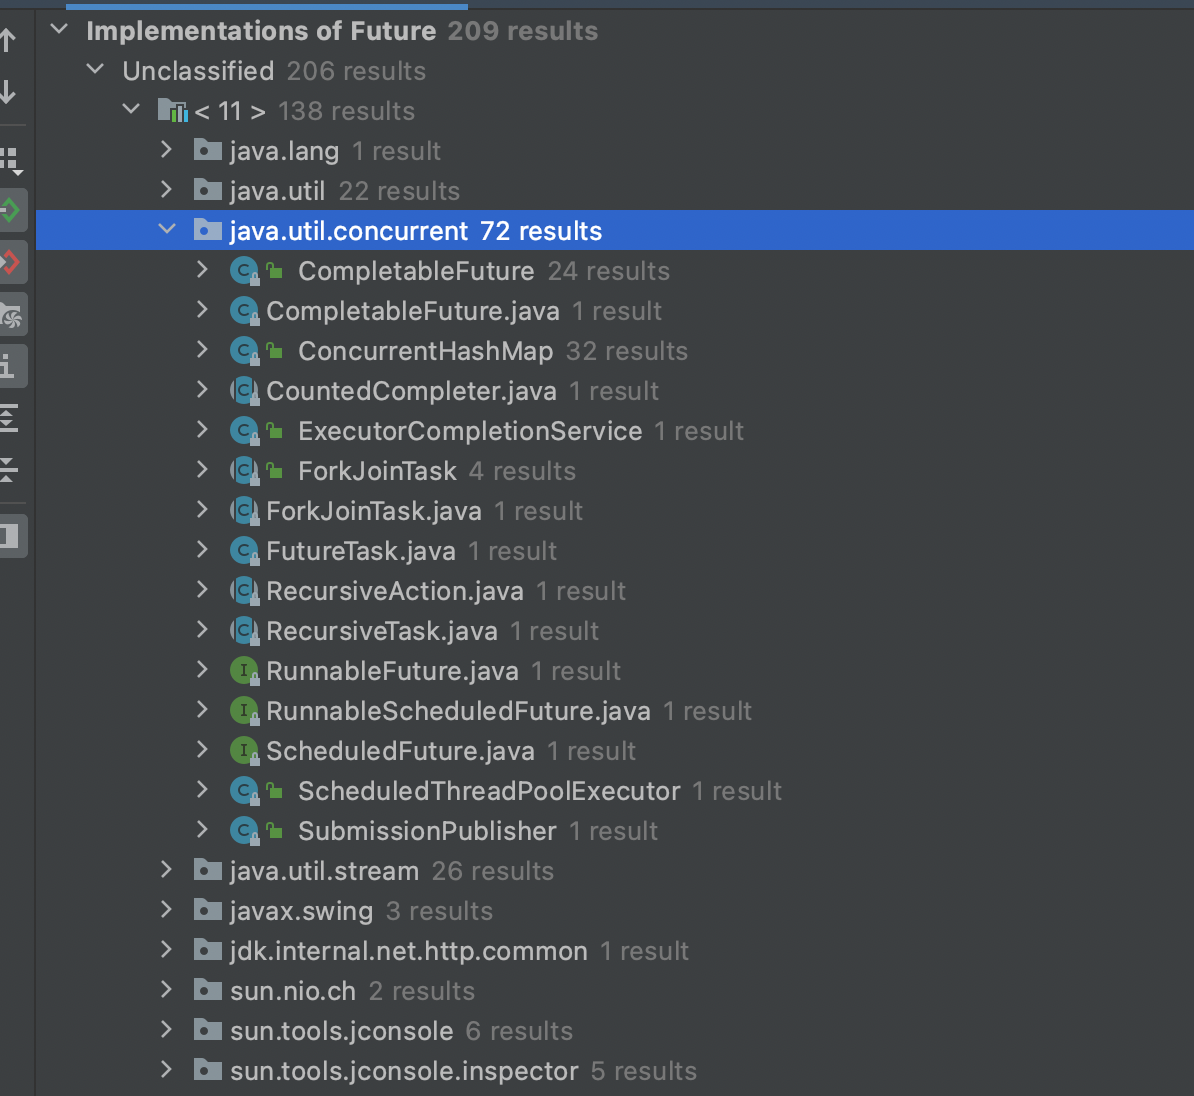 Implementations of Future 209 results
Unclassified 206 results
< 11 > 138 results
java.lang 1 result
java.util 22 results
java.util.concurrent 72 results
CompletableFuture 24 results
CompletableFuture.java 1 result
ConcurrentHashMap 32 results
CountedCompleter.java 1 result
ExecutorCompletionService 1 result
ForkJoinTask 4 results
ForkJoinTask.java 1 result
FutureTask.java 1 result
RecursiveAction.java 1 result
RecursiveTask.java 1 result
RunnableFuture.java 1 result
RunnableScheduledFuture.java 1 result
ScheduledFuture.java 1 result
ScheduledThreadPoolExecutor 1 result
SubmissionPublisher 1 result
java.util.stream 26 results
javax.swing 3 results
jdk.internal.net.http.common 1 result
sun.nio.ch 2 results
sun.tools.jconsole 6 results
sun.tools.jconsole.inspector 5 results